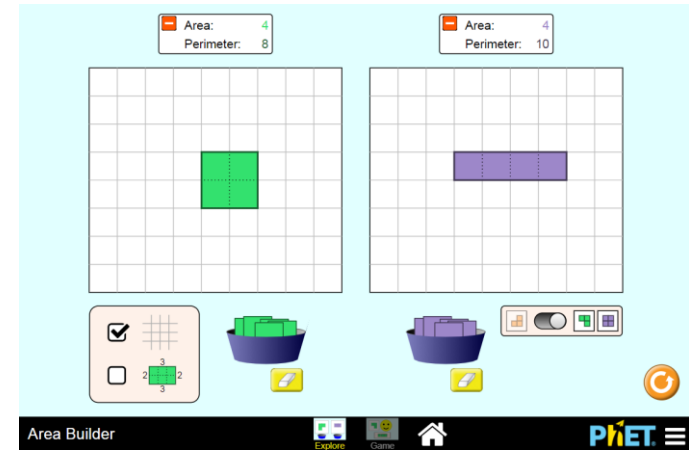 Area: 4
Perimeter: 8
Area: 4
Perimeter: 10
3
2 2
3
Area Builder
Explore
Game
PhET